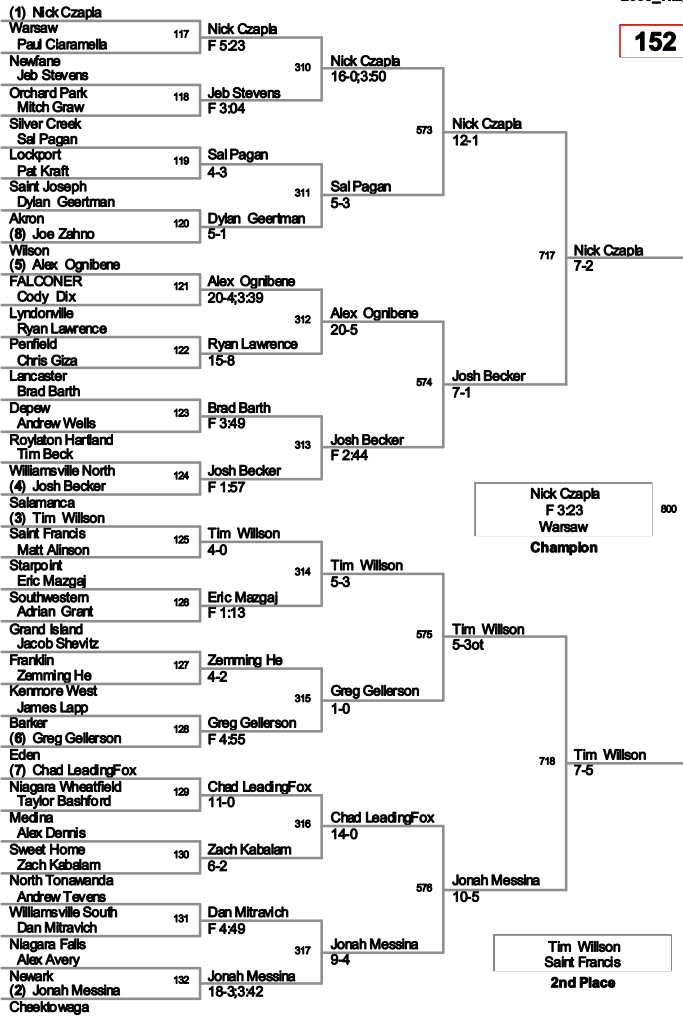 (1) Nick Czapla
Warsaw
Paul Ciaramella
Newfane
Jeb Stevens
Orchard Park
Mitch Graw
Silver Creek
Sal Pagan
Lockport
Pat Kraft
Saint Joseph
Dylan Geertman
Akron
(8) Joe Zahno
Wilson
(5) Alex Ognibene
FALCONER
Cody Dix
Lyndonville
Ryan Lawrence
Penfield
Chris Giza
Lancaster
Brad Barth
Depew
Andrew Wells
Roylaton Hartland
Tim Beck
Williamsville North
(4) Josh Becker
Salamanca
(3) Tim Willson
Saint Francis
Matt Alinson
Starpoint
Eric Mazgaj
Southwestern
Adrian Grant
Grand Island
Jacob Shevitz
Franklin
Zemming He
Kenmore West
James Lapp
Barker
(6) Greg Gellerson
Eden
(7) Chad LeadingFox
Niagara Wheatfield
Taylor Bashford
Medina
Alex Dennis
Sweet Home
Zach Kabalam
North Tonawanda
Andrew Tevens
Williamsville South
Dan Mitravich
Niagara Falls
Alex Avery
Newark
(2) Jonah Messina
Cheektowaga
117
118
119
120
121
122
123
124
125
126
127
128
129
130
131
132
Nick Czapla
F 5:23
Jeb Stevens
F 3:04
Sal Pagan
4-3
Dylan Geertman
5-1
Alex Ognibene
20-4;3:39
Ryan Lawrence
15-8
Brad Barth
F 3:49
Josh Becker
F 1:57
Tim Willson
4-0
Eric Mazgaj
F 1:13
Zemming He
4-2
Greg Gellerson
F 4:55
Chad LeadingFox
11-0
Zach Kabalam
6-2
Dan Mitravich
F 4:49
Jonah Messina
18-3;3:42
310
311
312
313
314
315
316
317
Nick Czapla
16-0;3:50
Sal Pagan
5-3
Alex Ognibene
20-5
Josh Becker
F 2:44
Tim Willson
5-3
Greg Gellerson
1-0
Chad LeadingFox
14-0
Jonah Messina
9-4
573
574
575
576
Nick Czapla
12-1
Josh Becker
7-1
Tim Willson
5-3ot
Jonah Messina
10-5
717
718
Nick Czapla
7-2
Tim Willson
7-5
152
Nick Czapla
F 3:23
Warsaw
800
Champion
Tim Willson
Saint Francis
2nd Place